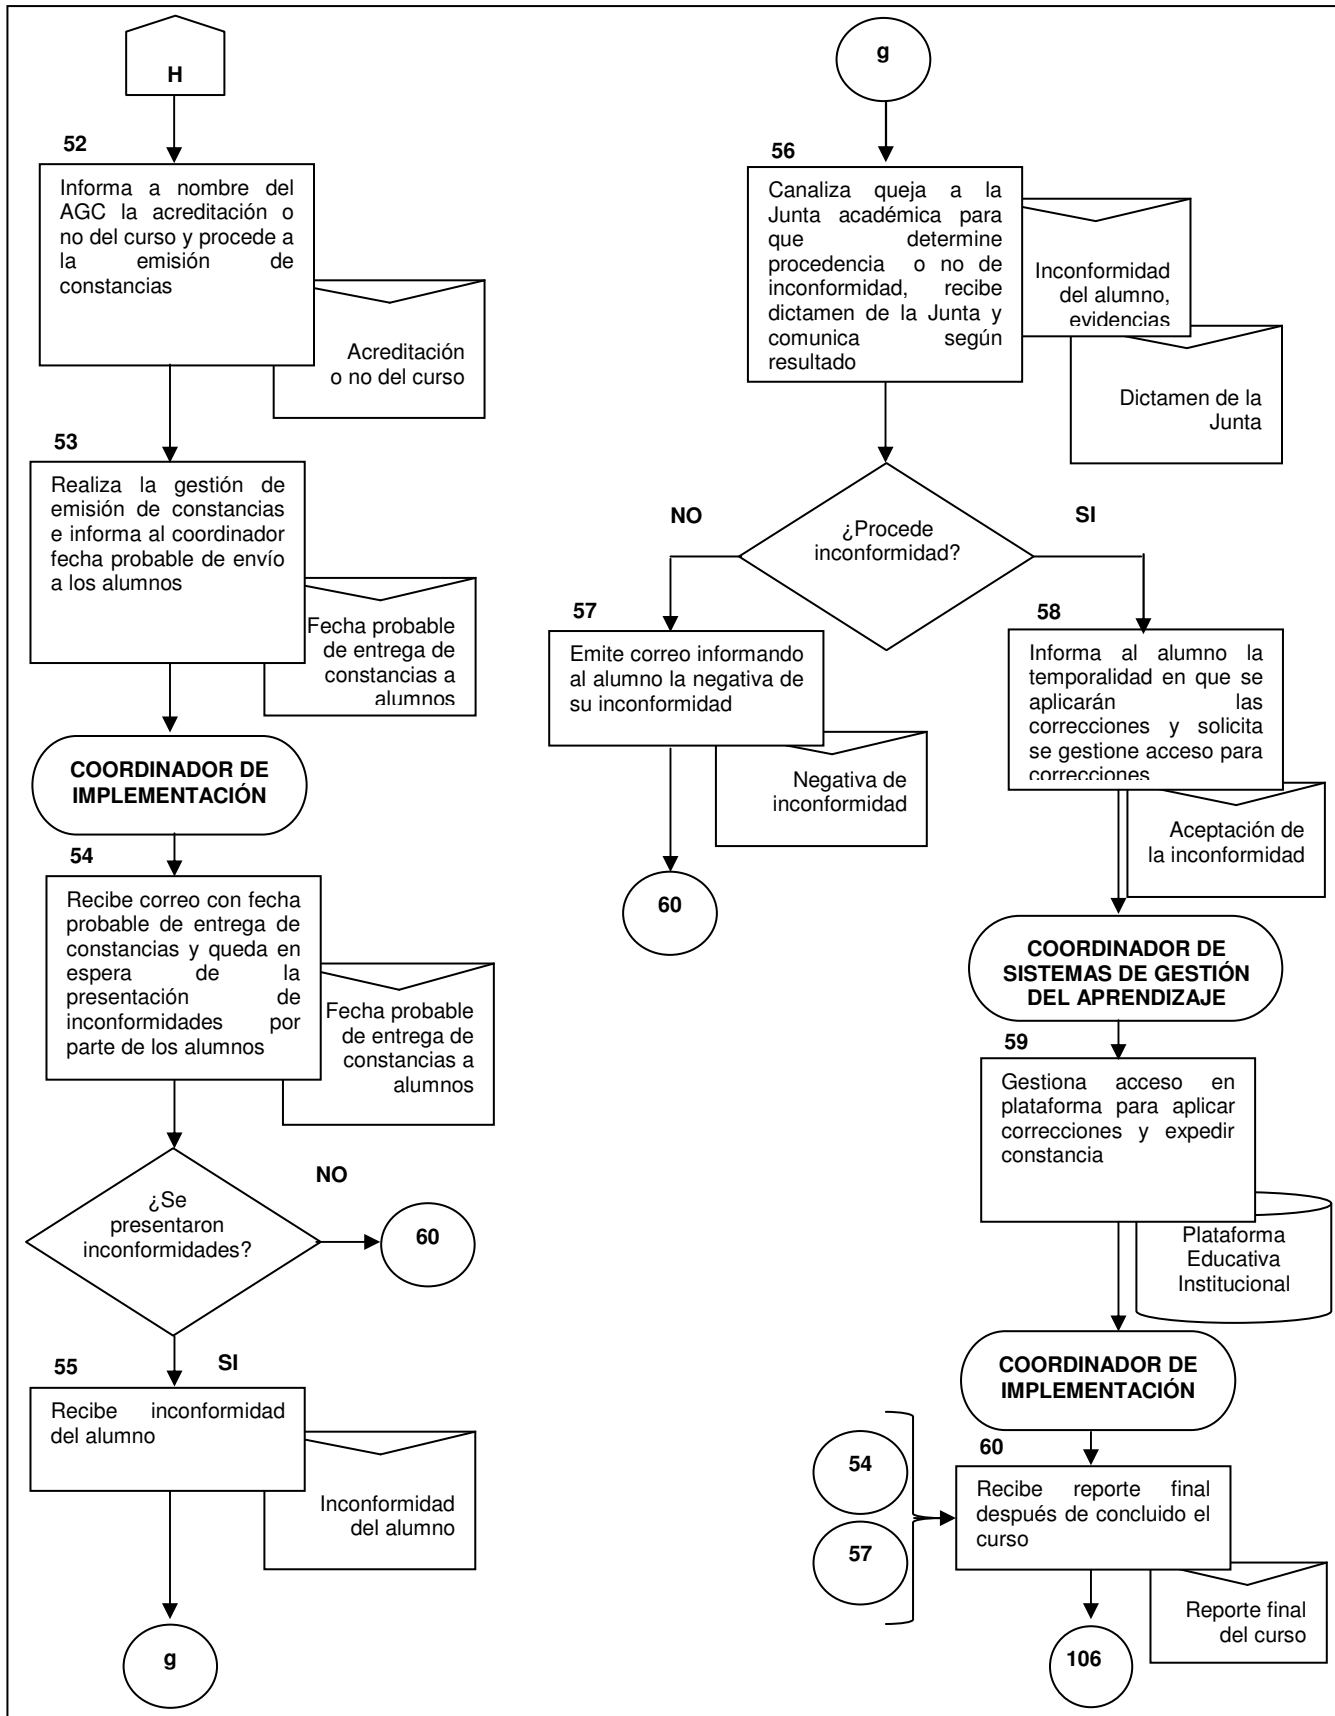 H
52
Informa a nombre del
AGC la acreditación o
no del curso y procede a
la emisión de
constancias
Acreditación
o no del curso
53
Realiza la gestión de
emisión de constancias
e informa al coordinador
fecha probable de envío
a los alumnos
Fecha probable
de entrega de
constancias a
alumnos
COORDINADOR DE
IMPLEMENTACIÓN
54
Recibe correo con fecha
probable de entrega de
constancias y queda en
espera de la
presentación de
inconformidades por
parte de los alumnos
Fecha probable
de entrega de
constancias a
alumnos
¿Se
presentaron
inconformidades?
NO
60
SI
55
Recibe inconformidad
del alumno
Inconformidad
del alumno
g
g
56
Canaliza queja a la
Junta académica para
que determine
procedencia o no de
inconformidad, recibe
dictamen de la Junta y
comunica según
resultado
Inconformidad
del alumno,
evidencias
Dictamen de la
Junta
¿Procede
inconformidad?
NO
SI
57
Emite correo informando
al alumno la negativa de
su inconformidad
Negativa de
inconformidad
60
58
Informa al alumno la
temporalidad en que se
aplicarán las
correcciones y solicita
se gestione acceso para
correcciones
Aceptación de
la inconformidad
COORDINADOR DE
SISTEMAS DE GESTIÓN
DEL APRENDIZAJE
59
Gestiona acceso en
plataforma para aplicar
correcciones y expedir
constancia
Plataforma
Educativa
Institucional
COORDINADOR DE
IMPLEMENTACIÓN
54
57
60
Recibe reporte final
después de concluido el
curso
Reporte final
del curso
106